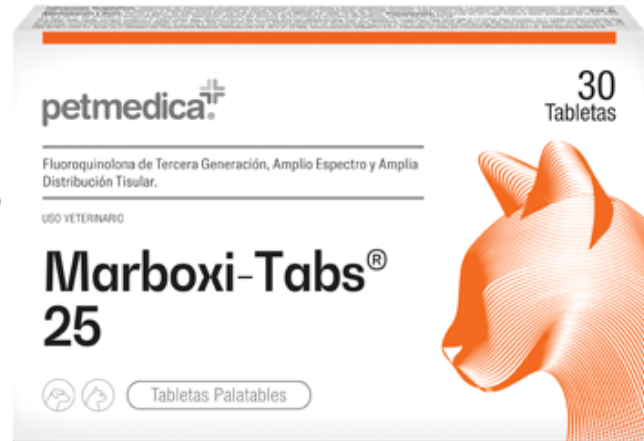 petmedica
30
Tabletas
Fluoroquinolona de Tercera Generación, Amplio Espectro y Amplia
Distribución Tisular.
USO VETERINARIO
Marboxi-Tabs®
25
Tabletas Palatables